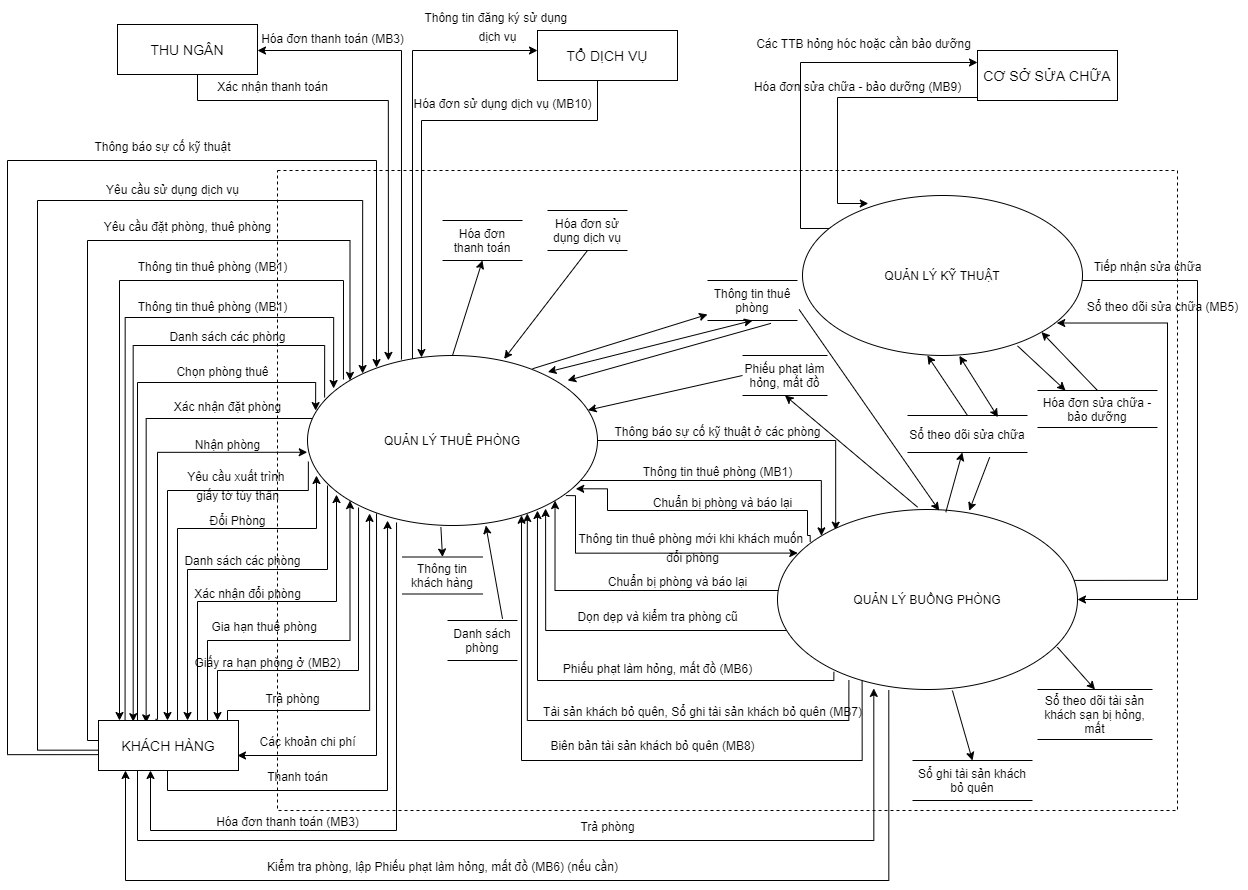 Thông tin đăng ký sử dụng
dịch vụ
THU NGÂN
Hóa đơn thanh toán (MB3)
TỔ DỊCH VỤ
Các TTB hỏng hóc hoặc cần bảo dưỡng
CƠ SỞ SỬA CHỮA
Xác nhận thanh toán
Hóa đơn sử dụng dịch vụ (MB10)
Hóa đơn sửa chữa - bảo dưỡng (MB9)
Thông báo sự cố kỹ thuật
Yêu cầu sử dụng dịch vụ
Yêu cầu đặt phòng, thuê phòng
Hóa đơn
thanh toán
Hóa đơn sử
dụng dịch vụ
Thông tin thuê phòng (MB1)
QUẢN LÝ KỸ THUẬT
Tiếp nhận sửa chữa
Thông tin thuê
phòng
Thông tin thuê phòng (MB1)
Sổ theo dõi sửa chữa (MB5)
Danh sách các phòng
Chọn phòng thuê
Phiếu phạt làm
hỏng, mất đồ
Xác nhận đặt phòng
Hóa đơn sửa chữa -
bảo dưỡng
Nhận phòng
QUẢN LÝ THUÊ PHÒNG
Thông báo sự cố kỹ thuật ở các phòng
Sổ theo dõi sửa chữa
Yêu cầu xuất trình
giấy tờ tùy thân
Thông tin thuê phòng (MB1)
Chuẩn bị phòng và báo lại
Đổi Phòng
Thông tin thuê phòng mới khi khách muốn
đổi phòng
Danh sách các phòng
Thông tin
khách hàng
Chuẩn bị phòng và báo lại
Xác nhận đổi phòng
QUẢN LÝ BUỒNG PHÒNG
Dọn dẹp và kiểm tra phòng cũ
Gia hạn thuê phòng
Danh sách
phòng
Giấy ra hạn phòng ở (MB2)
Phiếu phạt làm hỏng, mất đồ (MB6)
Trả phòng
Tài sản khách bỏ quên, Sổ ghi tài sản khách bỏ quên (MB7)
Sổ theo dõi tài sản
khách sạn bị hỏng,
mất
KHÁCH HÀNG
Các khoản chi phí
Biên bản tài sản khách bỏ quên (MB8)
Thanh toán
Sổ ghi tài sản khách
bỏ quên
Hóa đơn thanh toán (MB3)
Trả phòng
Kiểm tra phòng, lập Phiếu phạt làm hỏng, mất đồ (MB6) (nếu cần)